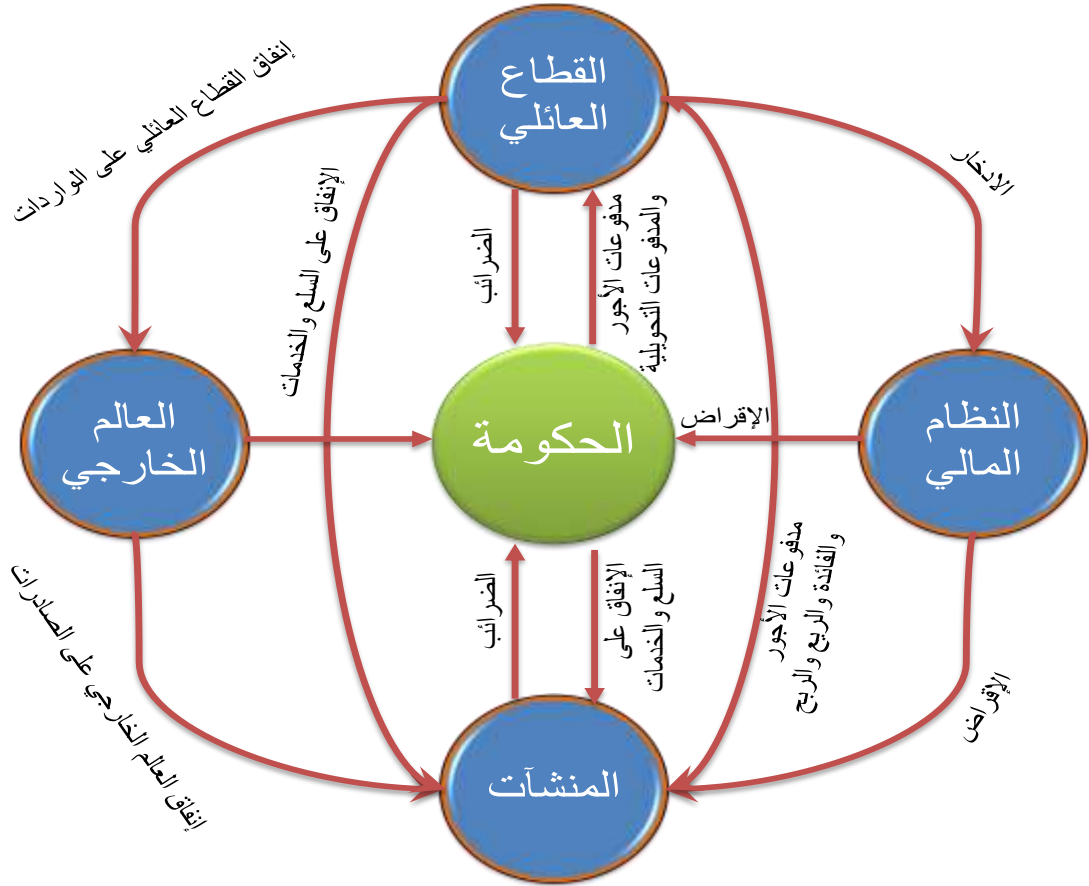 القطاع
العائلي
إنفاق القطاع العائلي على الواردات
الادخار
الإنفاق على السلع والخدمات
الضرائب
مدفوعات الأجور
والمدفوعات التحويلية
النظام
المالي
الإقراض
الحكومة
العالم
الخارجي
مدفوعات الأجور
والفائدة والريع والربح
الإقراض
الإنفاق على
السلع والخدمات
الضرائب
إنفاق العالم الخارجي على الصادرات
المنشآت